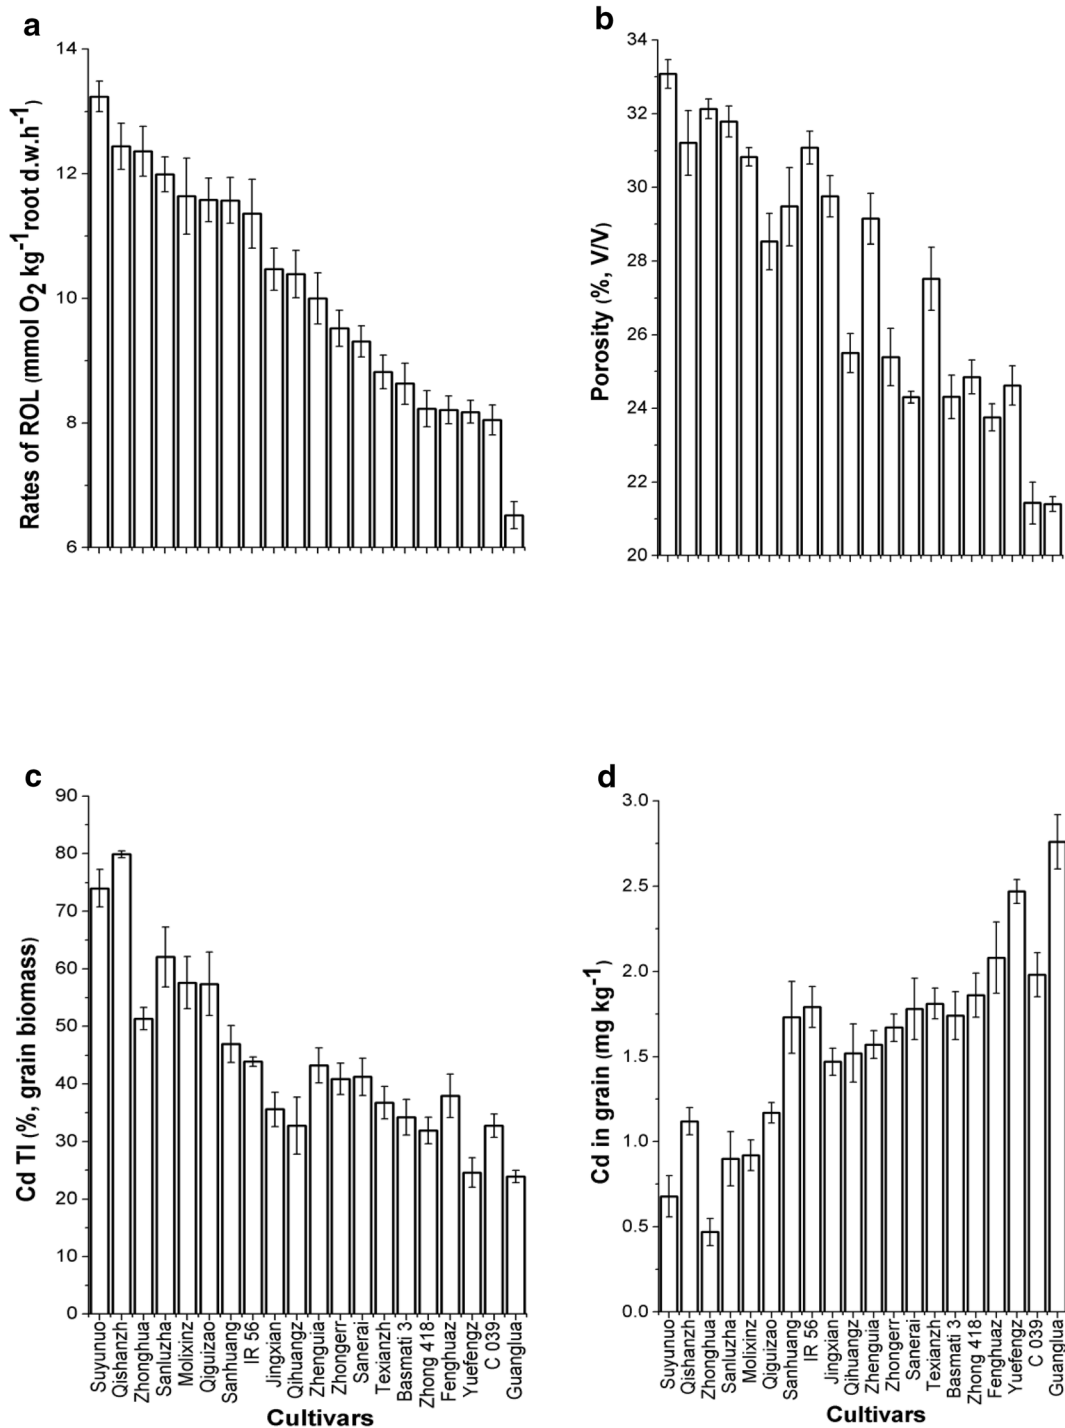 a
14
12
10
8
6
Rates of ROL (mmol O2 kg-1root d.w.h-1)
b
34
32
30
28
26
24
22
20
Porosity (%, V/V)
c
90
80
70
60
50
40
30
20
10
0
Cd TI (%, grain biomass)
Suyunuo
Qishanzh
Zhonghua
Sanluzha
Molixinz
Qiguizao
Sanhuang
IR 56
Jingxian
Qihuangz
Zhenguia
Zhongerr
Sanerai
Texianzh
Basmati 3
Zhong 418
Fenghuaz
Yuefengz
C 039
Guanglua
Cultivars
d
3.0
2.5
2.0
1.5
1.0
0.5
0.0
Cd in grain (mg kg-1)
Suyunuo
Qishanzh
Zhonghua
Sanluzha
Molixinz
Qiguizao
Sanhuang
IR 56
Jingxian
Qihuangz
Zhenguia
Zhongerr
Sanerai
Texianzh
Basmati 3
Zhong 418
Fenghuaz
Yuefengz
C 039
Guanglua
Cultivars